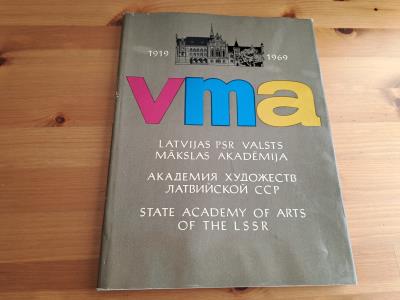 1919 1969
vma
LATVIJAS PSR VALSTS
MĀKSLAS AKADĒMIJA
АКАДЕМИЯ ХУДОЖЕСТВ
ЛАТВИЙСКОЙ ССР
STATE ACADEMY OF ARTS
OF THE LSSR